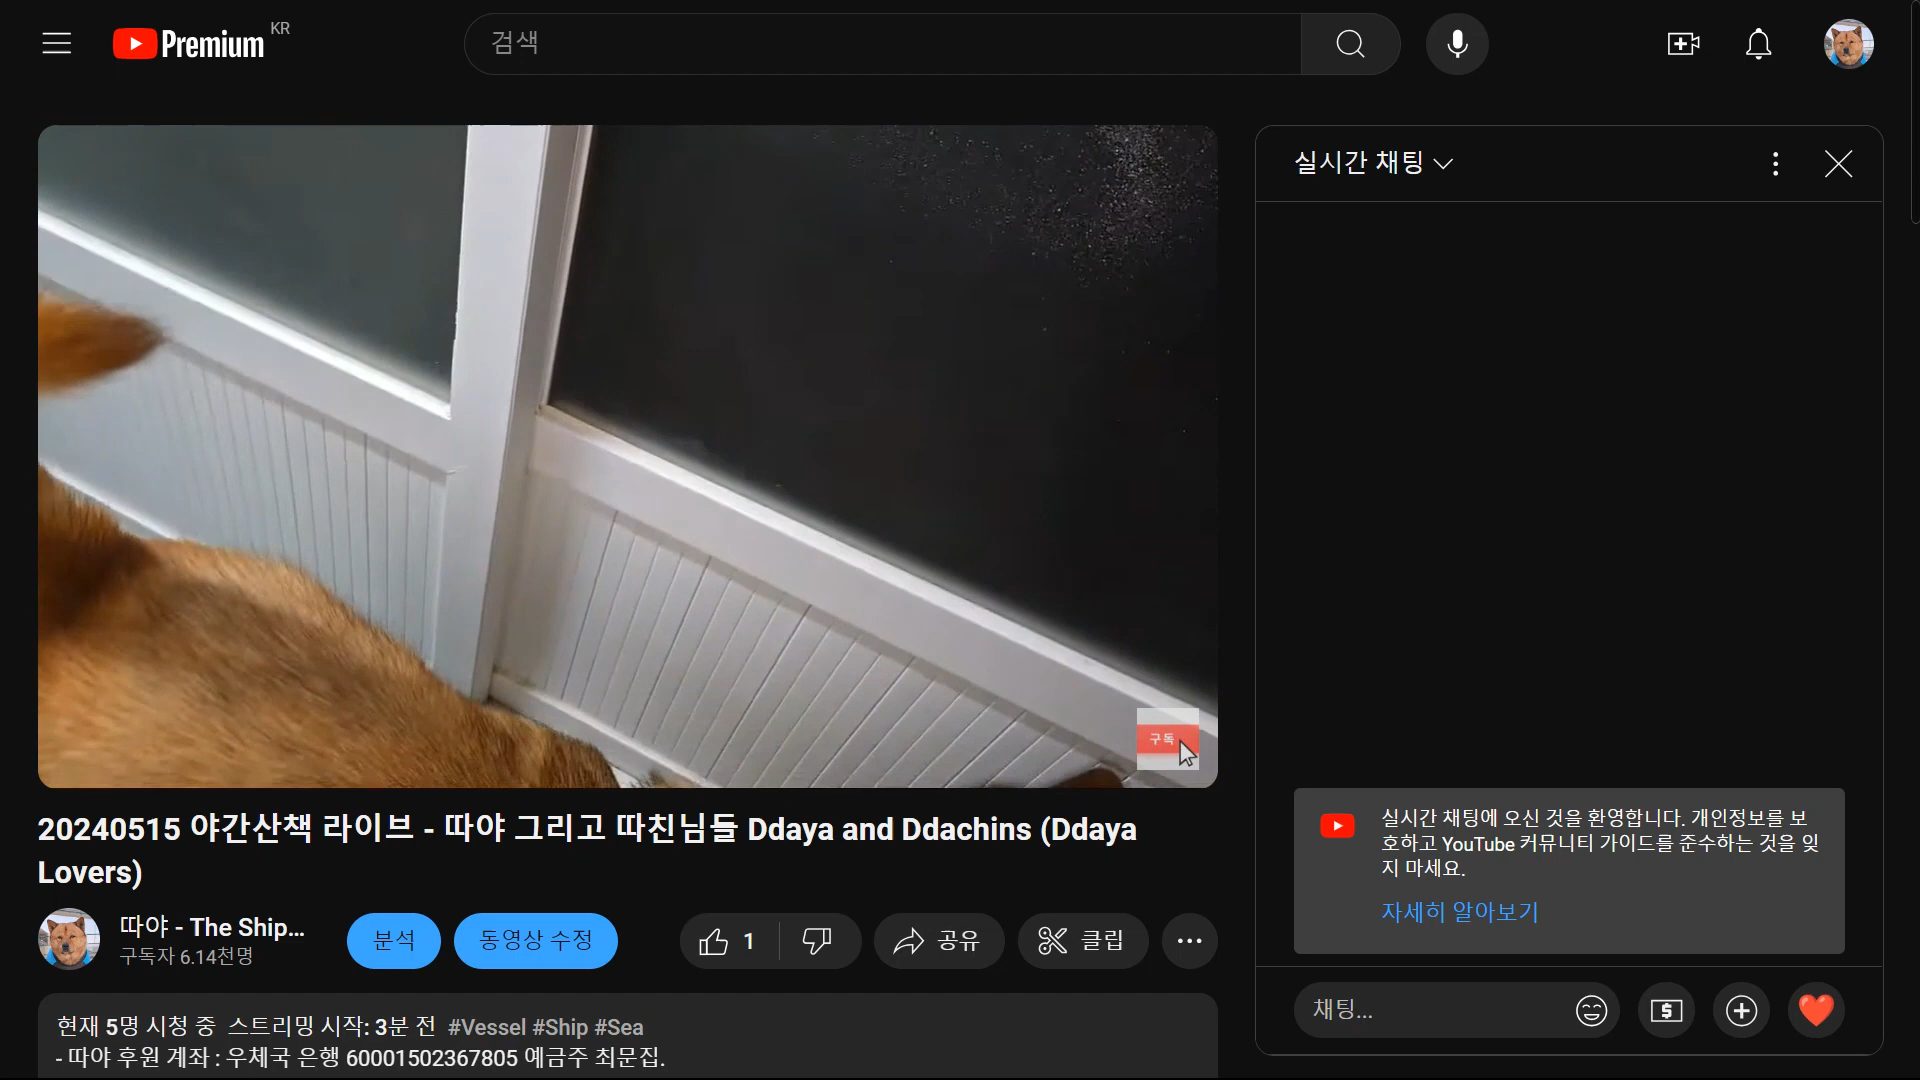 Premium KR
검색
실시간 채팅
구독
20240515 야간산책 라이브 - 따야 그리고 따친님들 Ddaya and Ddachins (Ddaya
Lovers)
따야 - The Ship...
구독자 6.14천명
분석
동영상 수정
1
공유
클립
현재 5명 시청 중 스트리밍 시작: 3분 전 #Vessel #Ship #Sea
- 따야 후원 계좌 : 우체국 은행 60001502367805 예금주 최문집.
실시간 채팅에 오신 것을 환영합니다. 개인정보를 보
호하고 YouTube 커뮤니티 가이드를 준수하는 것을 잊
지 마세요.
자세히 알아보기
채팅...